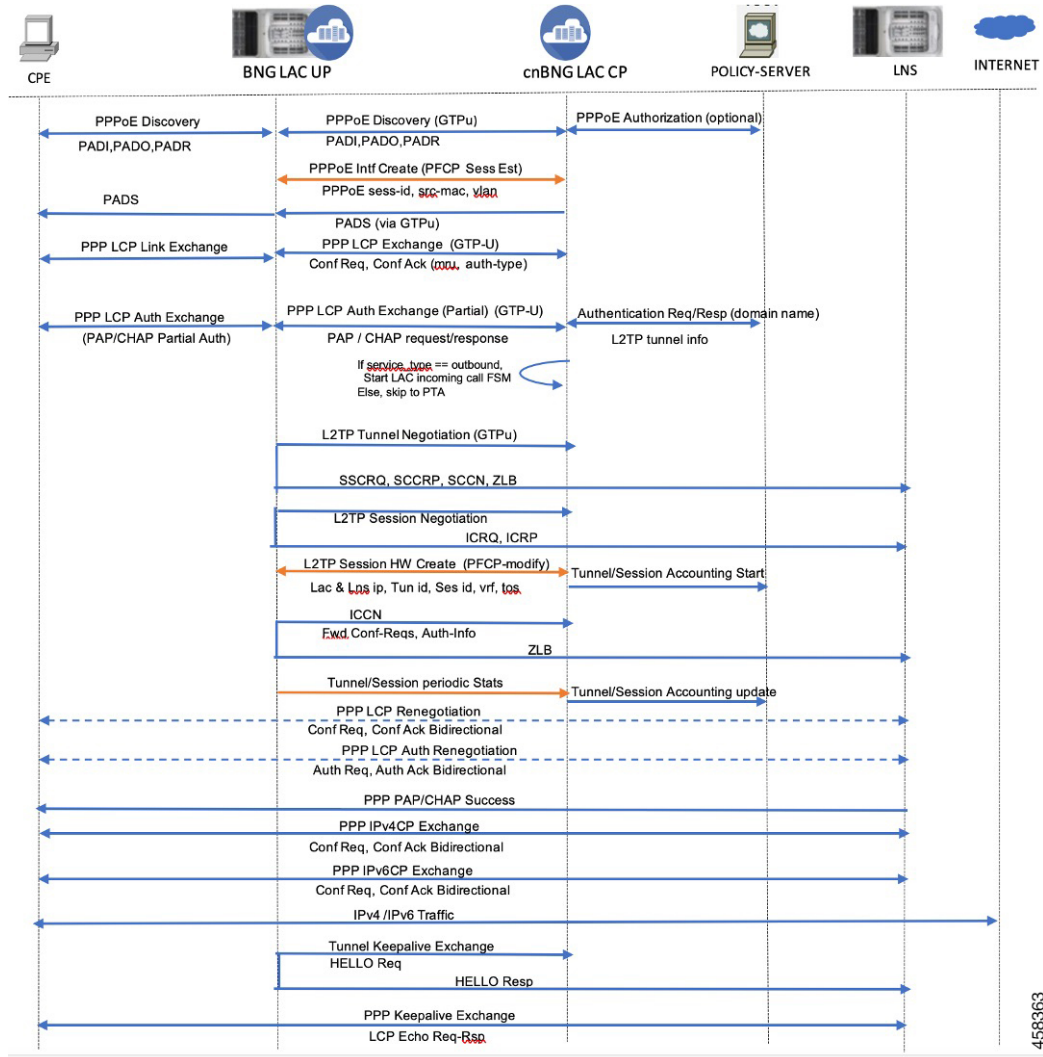 CPE
BNG LAC UP
cnBNG LAC CP
POLICY-SERVER
LNS
INTERNET
PPPoE Discovery
PPPoE Discovery (GTPu)
PPPoE Authorization (optional)
PADI,PADO,PADR
PADI,PADO,PADR
PPPoE Intf Create (PFCP Sess Est)
PPPoE sess-id, src-mac, vlan
PADS
PADS (via GTPu)
PPP LCP Link Exchange
PPP LCP Exchange (GTP-U)
Conf Req, Conf Ack (mru, auth-type)
PPP LCP Auth Exchange
PPP LCP Auth Exchange (Partial) (GTP-U)
Authentication Req/Resp (domain name)
(PAP/CHAP Partial Auth)
PAP / CHAP request/response
L2TP tunnel info
If service_type == outbound,
Start LAC incoming call FSM
Else, skip to PTA
L2TP Tunnel Negotiation (GTPu)
SSCRQ, SCCRP, SCCN, ZLB
L2TP Session Negotiation
ICRQ, ICRP
L2TP Session HW Create (PFCP-modify)
Tunnel/Session Accounting Start
Lac & Lns ip, Tun id, Ses id, vrf, tos
ICCN
Fwd Conf-Reqs, Auth-Info
ZLB
Tunnel/Session periodic Stats
Tunnel/Session Accounting update
PPP LCP Renegotiation
Conf Req, Conf Ack Bidirectional
PPP LCP Auth Renegotiation
Auth Req, Auth Ack Bidirectional
PPP PAP/CHAP Success
PPP IPv4CP Exchange
Conf Req, Conf Ack Bidirectional
PPP IPv6CP Exchange
Conf Req, Conf Ack Bidirectional
IPv4 /IPv6 Traffic
Tunnel Keepalive Exchange
HELLO Req
HELLO Resp
PPP Keepalive Exchange
LCP Echo Req-Rsp
458363